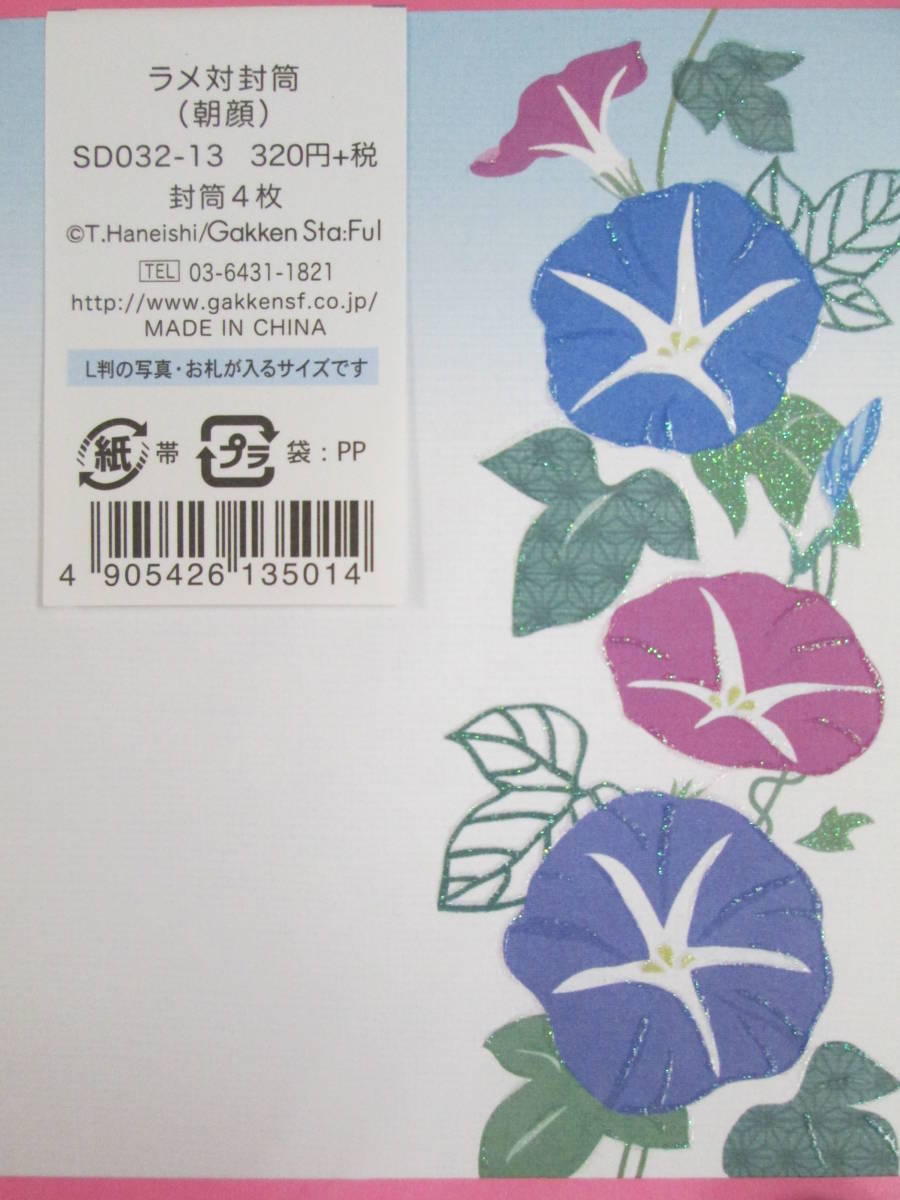 ラメ対封筒
（朝顔）
SD032-13 320円+税
封筒4枚
©T.Haneishi/Gakken Sta:Ful
TEL 03-6431-1821
http://www.gakkensf.co.jp/
MADE IN CHINA
L判の写真・お札が入るサイズです
紙 帯 プラ 袋：PP
4 905426 135014